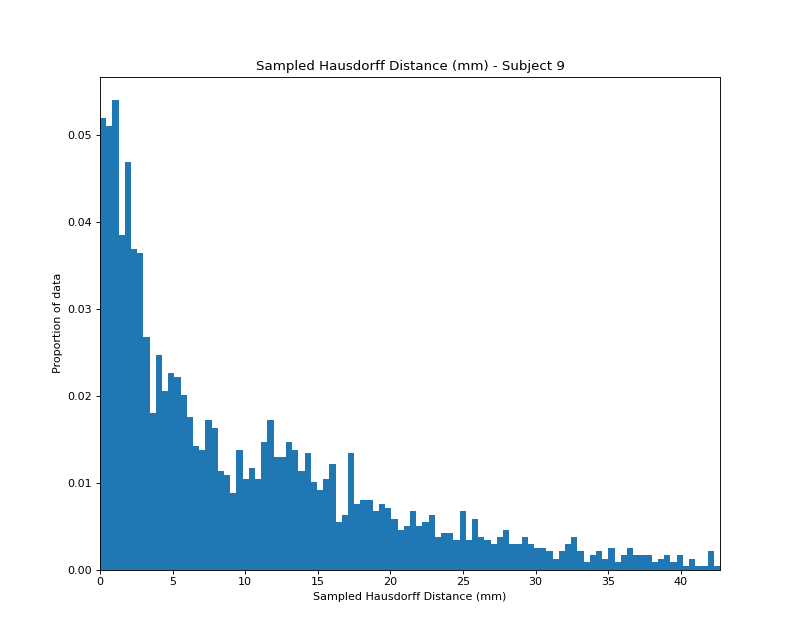 Sampled Hausdorff Distance (mm) - Subject 9
0.05
0.04
0.03
0.02
0.01
0.00
Proportion of data
0 5 10 15 20 25 30 35 40
Sampled Hausdorff Distance (mm)